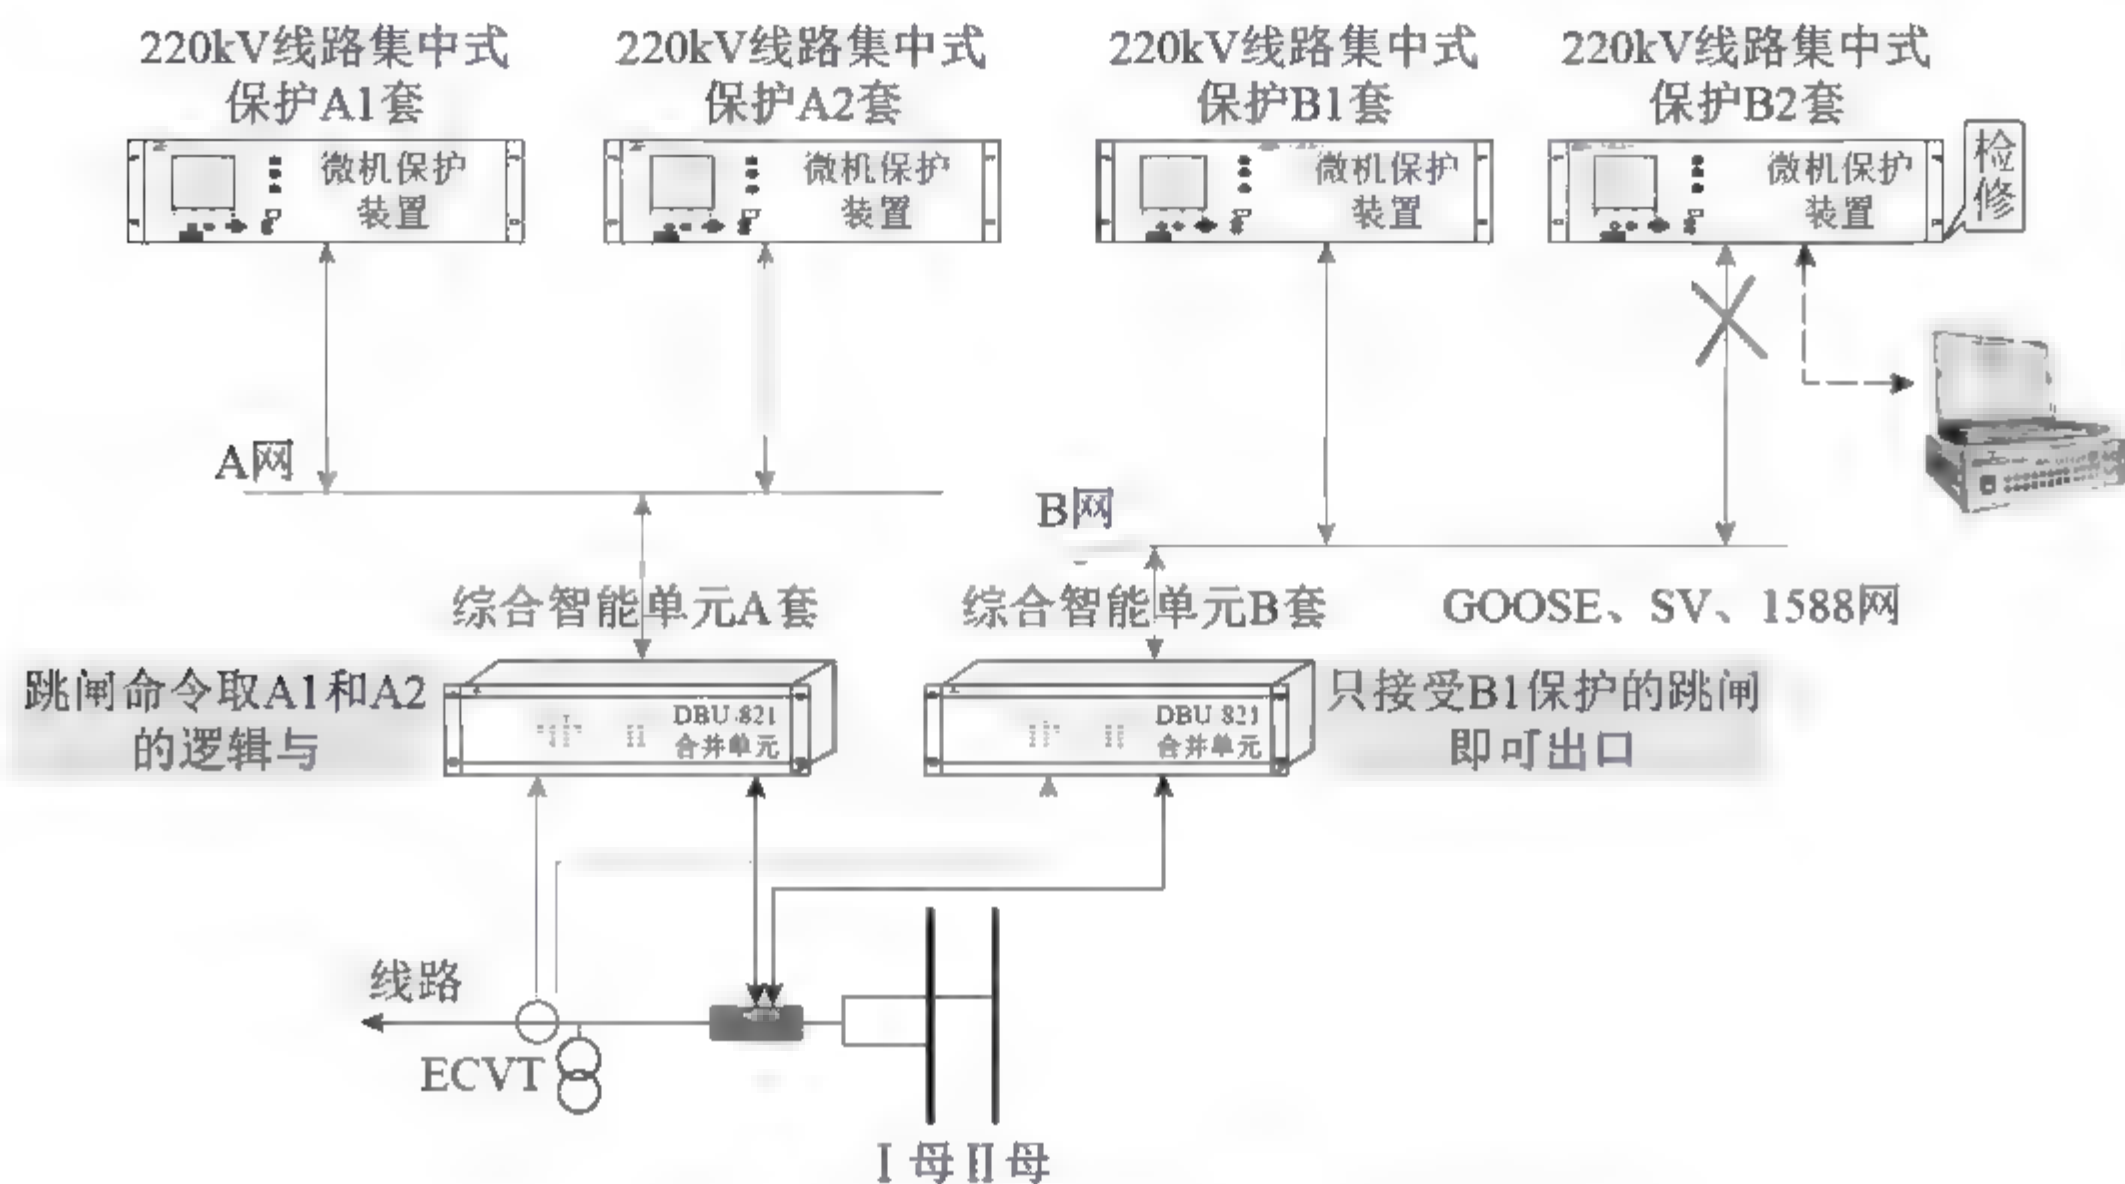 220kV线路集中式
保护A1套
220kV线路集中式
保护A2套
220kV线路集中式
保护B1套
220kV线路集中式
保护B2套
微机保护
装置
微机保护
装置
微机保护
装置
微机保护
装置
检
修
A网
B网
综合智能单元A套
综合智能单元B套
GOOSE、SV、1588网
跳闸命令取A1和A2
的逻辑与
DBU-821
合并单元
DBU 821
合并单元
只接受B1保护的跳闸
即可出口
线路
ECVT
I 母 II 母